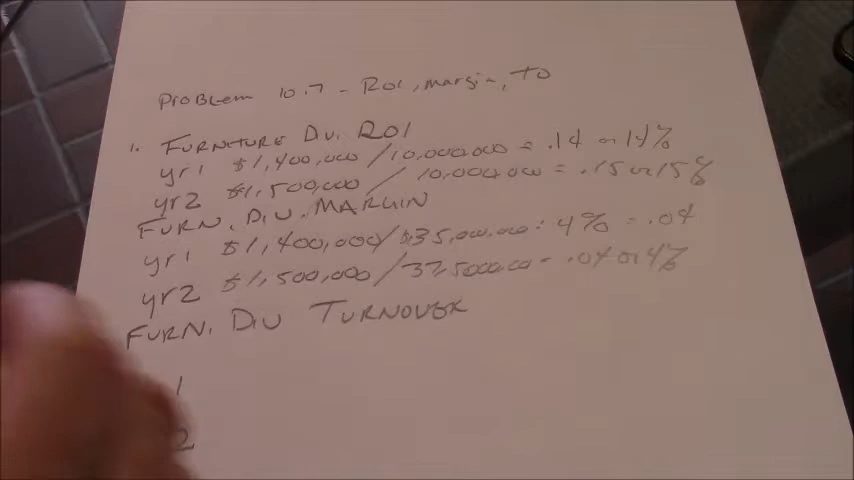 Problem 10.7 - ROI, margin, TO
1. FURNITURE DIV. ROI
yr1 $1,400,000/10,000,000 = .14 or 14%
yr2 $1,500,000/10,000,000 = .15 or 15%
FURN. DIV. MARGIN
yr1 $1,400,000/$35,000,000 = 4% = .04
yr2 $1,500,000/37,500,000 = .04 or 4%
FURN. DIV TURNOVER
1
2